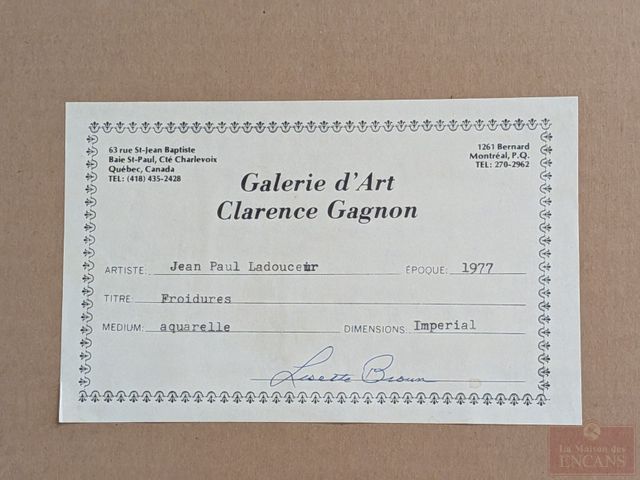 63 rue St-Jean Baptiste
Baie St-Paul, Cté Charlevoix
Québec, Canada
TEL: (418) 435-2428
1261 Bernard
Montréal, P.Q.
TEL: 270-2962
Galerie d'Art
Clarence Gagnon
ARTISTE: Jean Paul Ladouceur ÉPOQUE: 1977
TITRE: Froidures
MEDIUM: aquarelle DIMENSIONS: Imperial
Lisette Brown
La Maison des
ENCANS